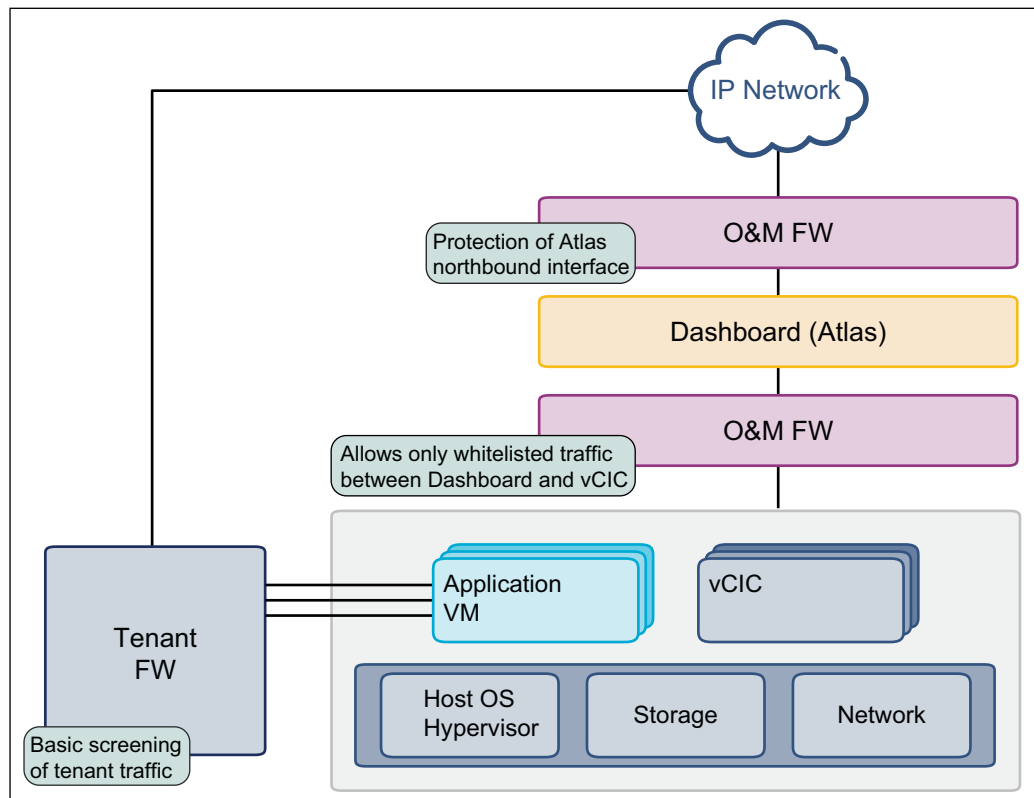 IP Network
O&M FW
Protection of Atlas
northbound interface
Dashboard (Atlas)
O&M FW
Allows only whitelisted traffic
between Dashboard and vCIC
Application
VM
vCIC
Tenant
FW
Host OS
Hypervisor
Storage
Network
Basic screening
of tenant traffic